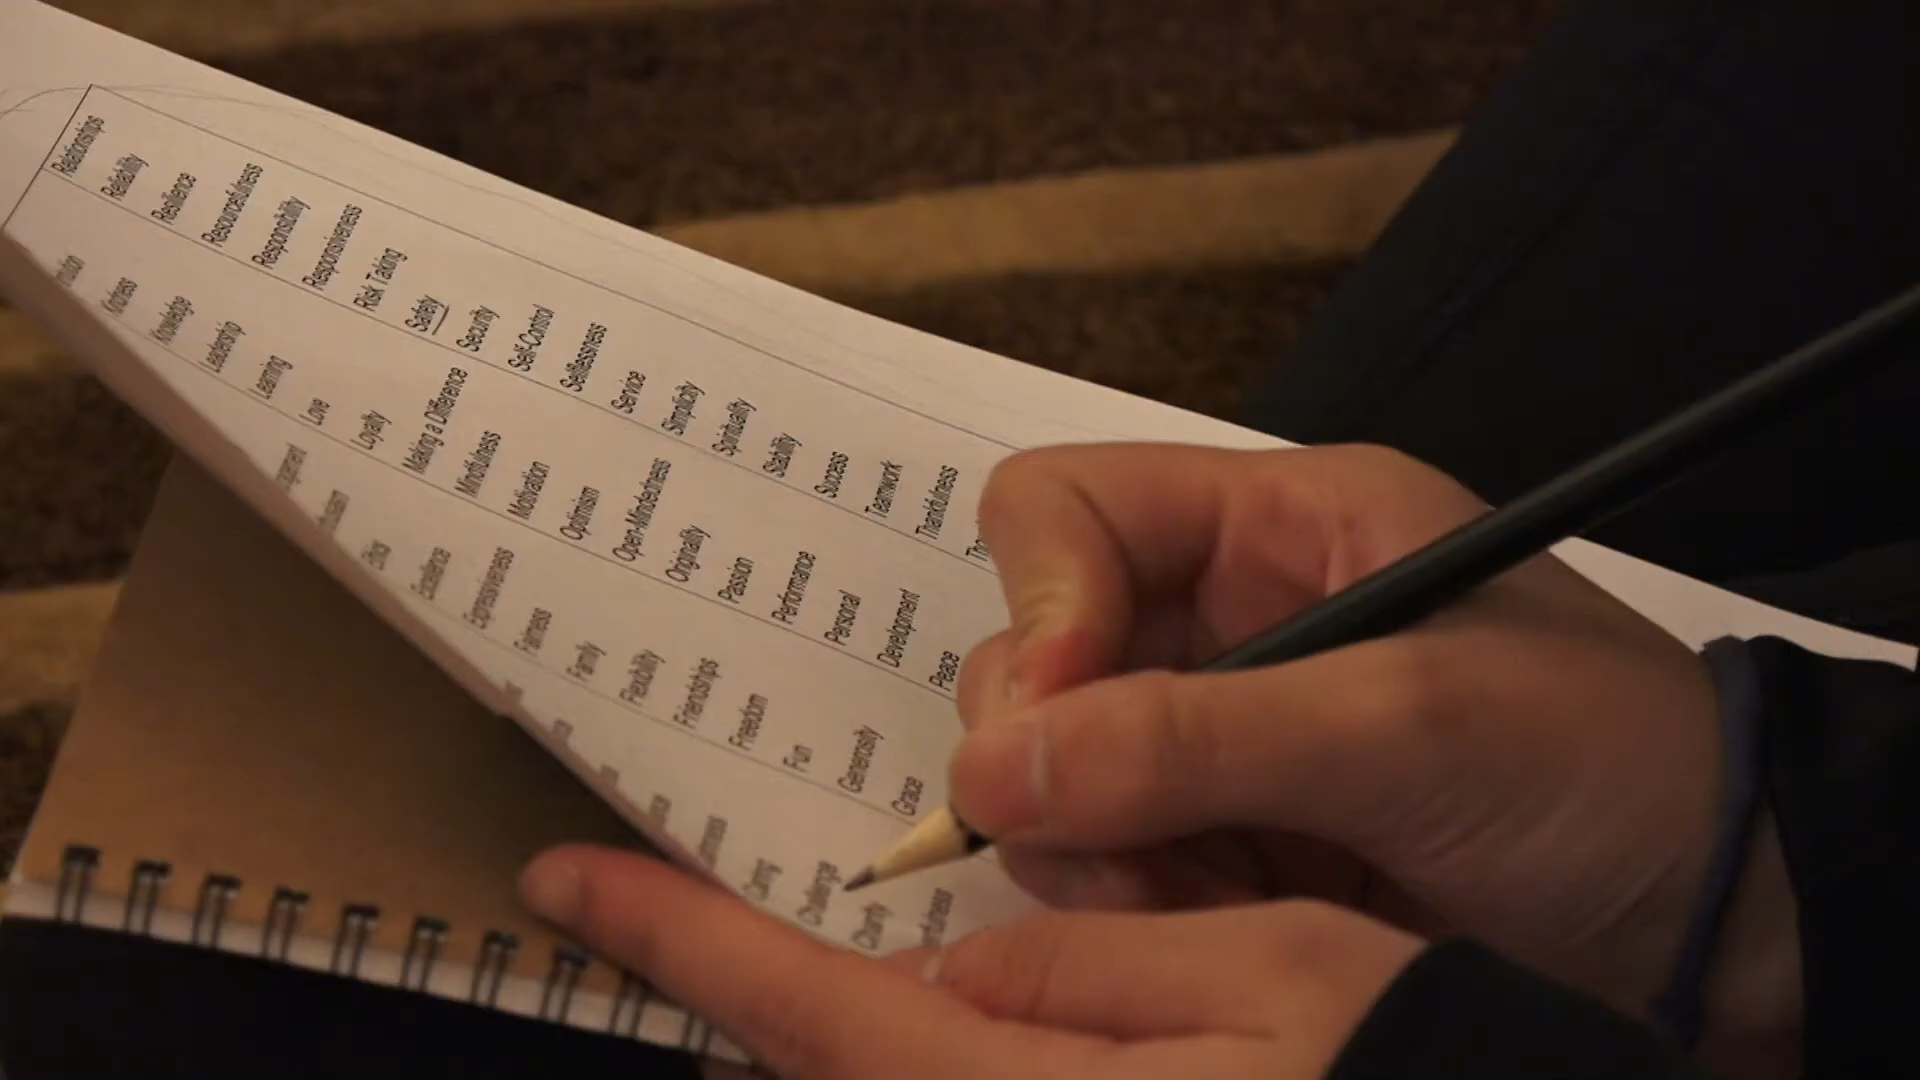 Relationships
Reliability
Resilience
Resourcefulness
Responsibility
Responsiveness
Risk Taking
Safety
Security
Self-Control
Selflessness
Service
Simplicity
Spirituality
Stability
Success
Teamwork
Thankfulness
Kindness
Knowledge
Leadership
Learning
Love
Loyalty
Making a Difference
Mindfulness
Motivation
Optimism
Open-Mindedness
Originality
Passion
Performance
Personal
Development
Peace
Ethics
Excellence
Expressiveness
Fairness
Family
Flexibility
Friendships
Freedom
Fun
Generosity
Grace
Caring
Challenge
Charity